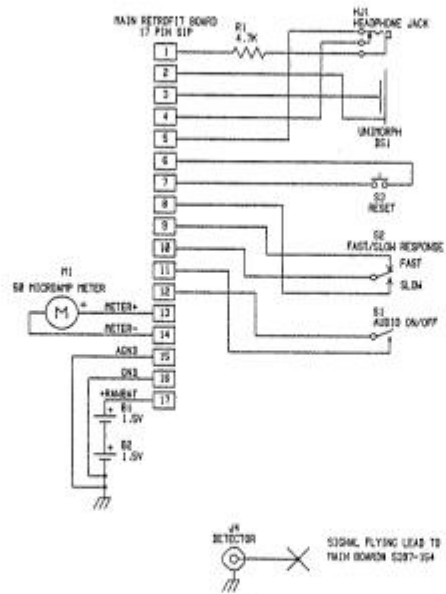 MAIN RETROFIT BOARD
17 PIN SIP
HJ1
HEADPHONE JACK
R1
4.7K
1
2
3
4
5
6
7
8
9
10
11
12
13
14
15
16
17
UNIMORPH
DS1
S3
RESET
S2
FAST/SLOW RESPONSE
FAST
SLOW
S1
AUDIO ON/OFF
M1
50 MICROAMP METER
M
+
METER+
METER-
AGND
GND
+RAWBAT
+ B1
1.5V
+ B2
1.5V
J4
DETECTOR
SIGNAL FLYING LEAD TO
MAIN BOARD